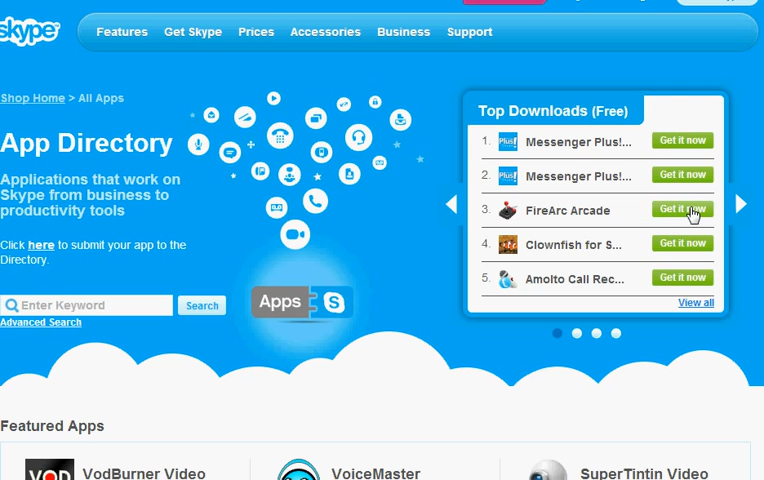 skype
Features Get Skype Prices Accessories Business Support
Shop Home > All Apps
App Directory
Applications that work on
Skype from business to
productivity tools
Click here to submit your app to the
Directory.
Enter Keyword Search
Advanced Search
Apps S
Top Downloads (Free)
1. Plus! Messenger Plus!... Get it now
2. Plus! Messenger Plus!... Get it now
3. FireArc Arcade Get it now
4. Clownfish for S... Get it now
5. Amolto Call Rec... Get it now
View all
Featured Apps
VOD VodBurner Video
VoiceMaster
SuperTintin Video